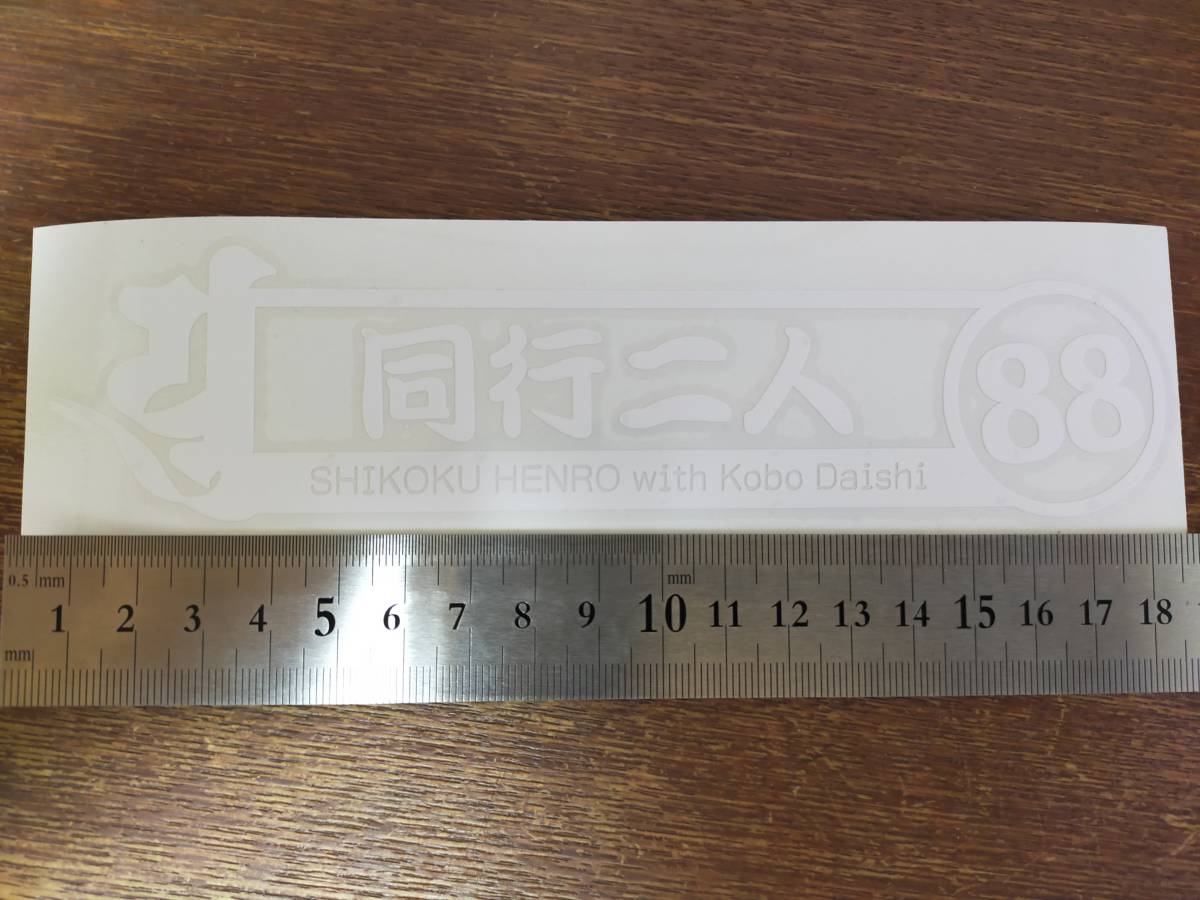 同行二人
88
SHIKOKU HENRO with Kobo Daishi
0.5 mm
mm
1 2 3 4 5 6 7 8 9 10 11 12 13 14 15 16 17 18
mm